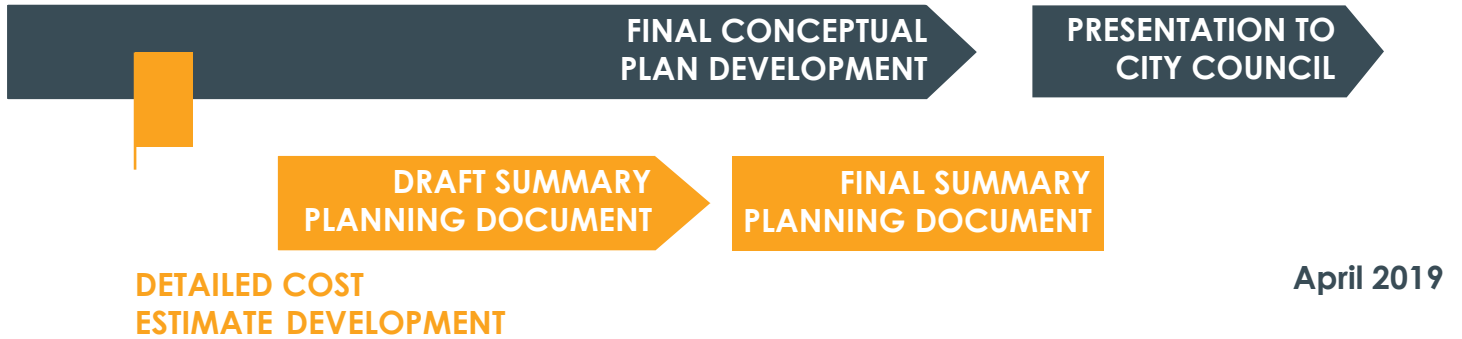 FINAL CONCEPTUAL
PLAN DEVELOPMENT
PRESENTATION TO
CITY COUNCIL
DRAFT SUMMARY
PLANNING DOCUMENT
FINAL SUMMARY
PLANNING DOCUMENT
DETAILED COST
ESTIMATE DEVELOPMENT
April 2019